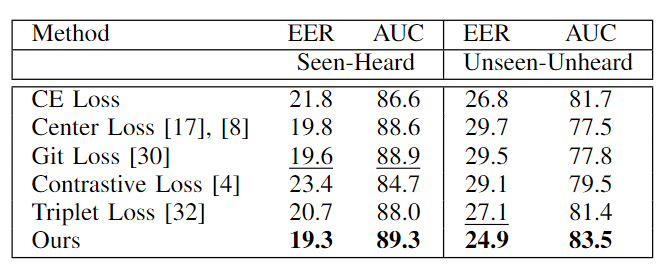 Method EER AUC EER AUC
Seen-Heard Unseen-Unheard
CE Loss 21.8 86.6 26.8 81.7
Center Loss [17], [8] 19.8 88.6 29.7 77.5
Git Loss [30] 19.6 88.9 29.5 77.8
Contrastive Loss [4] 23.4 84.7 29.1 79.5
Triplet Loss [32] 20.7 88.0 27.1 81.4
Ours 19.3 89.3 24.9 83.5